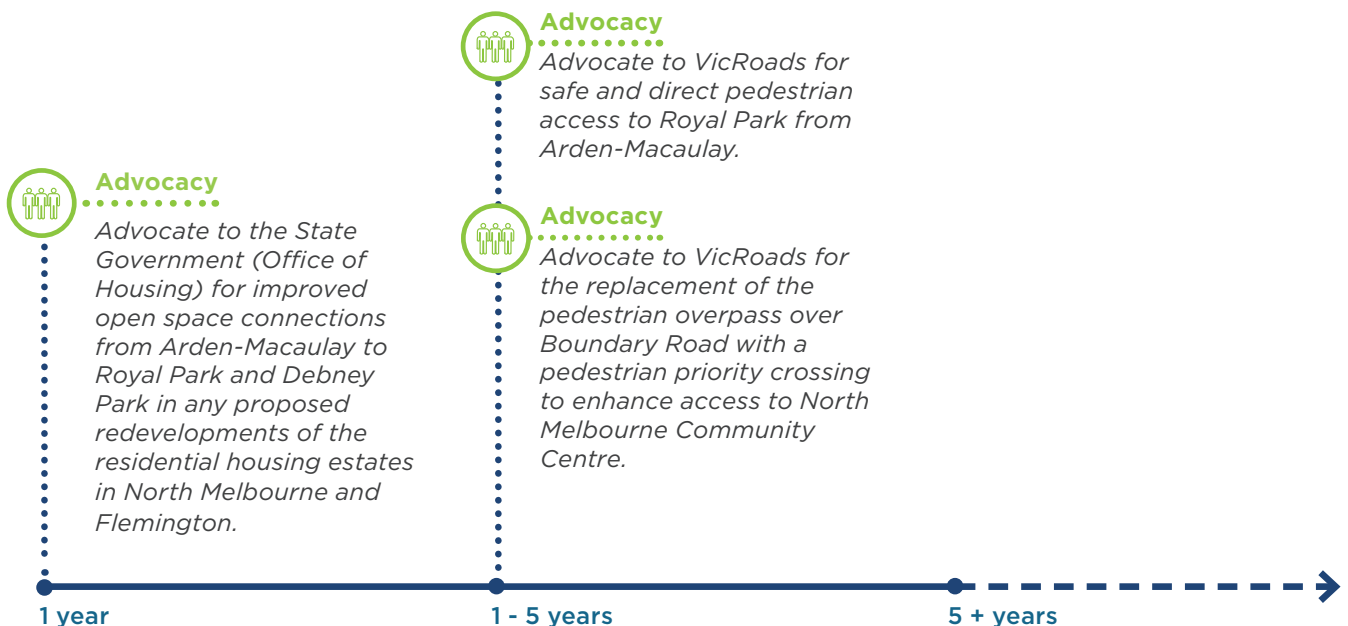 Advocacy
Advocate to the State
Government (Office of
Housing) for improved
open space connections
from Arden-Macaulay to
Royal Park and Debney
Park in any proposed
redevelopments of the
residential housing estates
in North Melbourne and
Flemington.
Advocacy
Advocate to VicRoads for
safe and direct pedestrian
access to Royal Park from
Arden-Macaulay.
Advocacy
Advocate to VicRoads for
the replacement of the
pedestrian overpass over
Boundary Road with a
pedestrian priority crossing
to enhance access to North
Melbourne Community
Centre.
1 year
1 - 5 years
5 + years